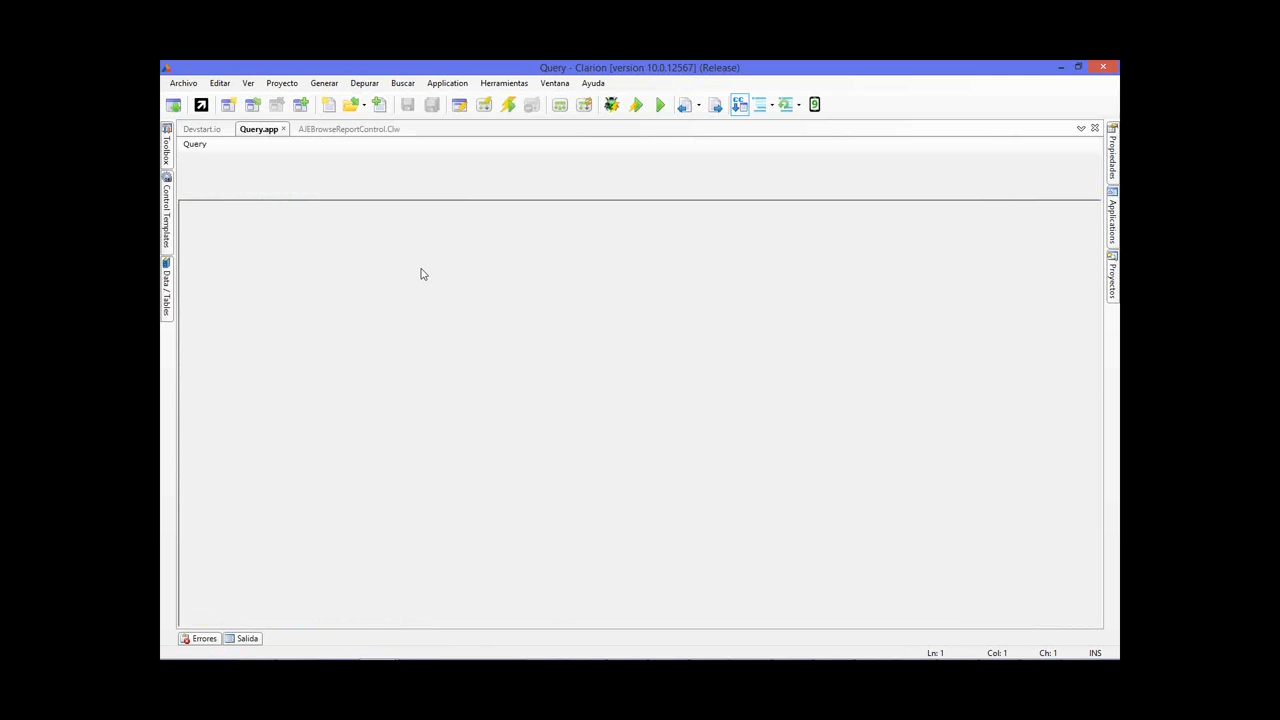 Query - Clarion [version 10.0.12567] (Release)
Archivo Editar Ver Proyecto Generar Depurar Buscar Application Herramientas Ventana Ayuda
Devstart.io Query.app AJEBrowseReportControl.Clw
Query
Toolbox
Control Templates
Data / Tables
Propiedades
Applications
Proyectos
Errores Salida
Ln: 1 Col: 1 Ch: 1 INS